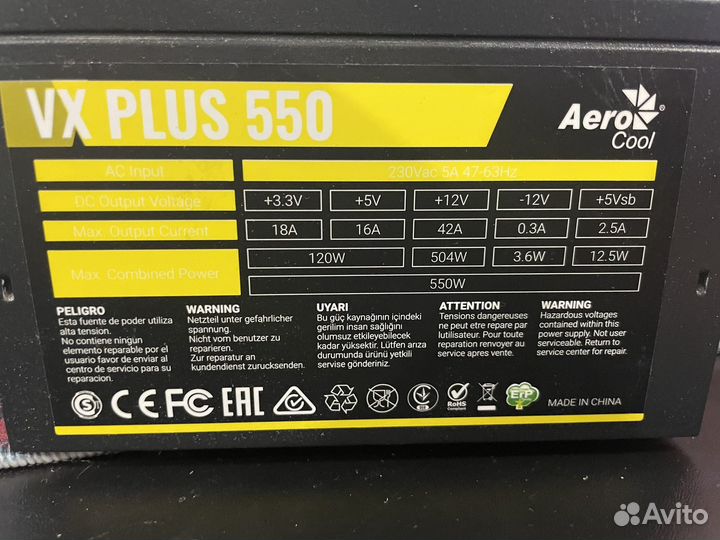 VX PLUS 550
Aero
Cool
®
AC Input 230Vac 5A 47-63Hz
DC Output Voltage +3.3V +5V +12V -12V +5Vsb
Max. Output Current 18A 16A 42A 0.3A 2.5A
Max. Combined Power 120W 504W 3.6W 12.5W
550W
PELIGRO
Esta fuente de poder utiliza
alta tension.
No contiene ningun
elemento reparable por el
usuario favor de enviar al
centro de servicio para su
reparacion.
WARNING
Netzteil unter gefahrlicher
spannung.
Nicht vom benutzer zu
reparieren.
Zur reparatur an
kundendienst zurucksenden.
UYARI
Bu güç kaynağının içindeki
gerilim insan sağlığını
olumsuz etkileyebilecek
kadar yüksektir. Lütfen arıza
durumunda ürünü yetkili
servise gönderiniz.
ATTENTION
Tensions dangereuses
ne peut etre repare par
lutilisateur. Pour toute
reparation renvoyer au
service apres vente.
WARNING
Hazardous voltages
contained within this
power supply. Not user
serviceable. Return to
service center for repair.
S CE FC EAC RoHS
Compliant
ErP MADE IN CHINA
Avito